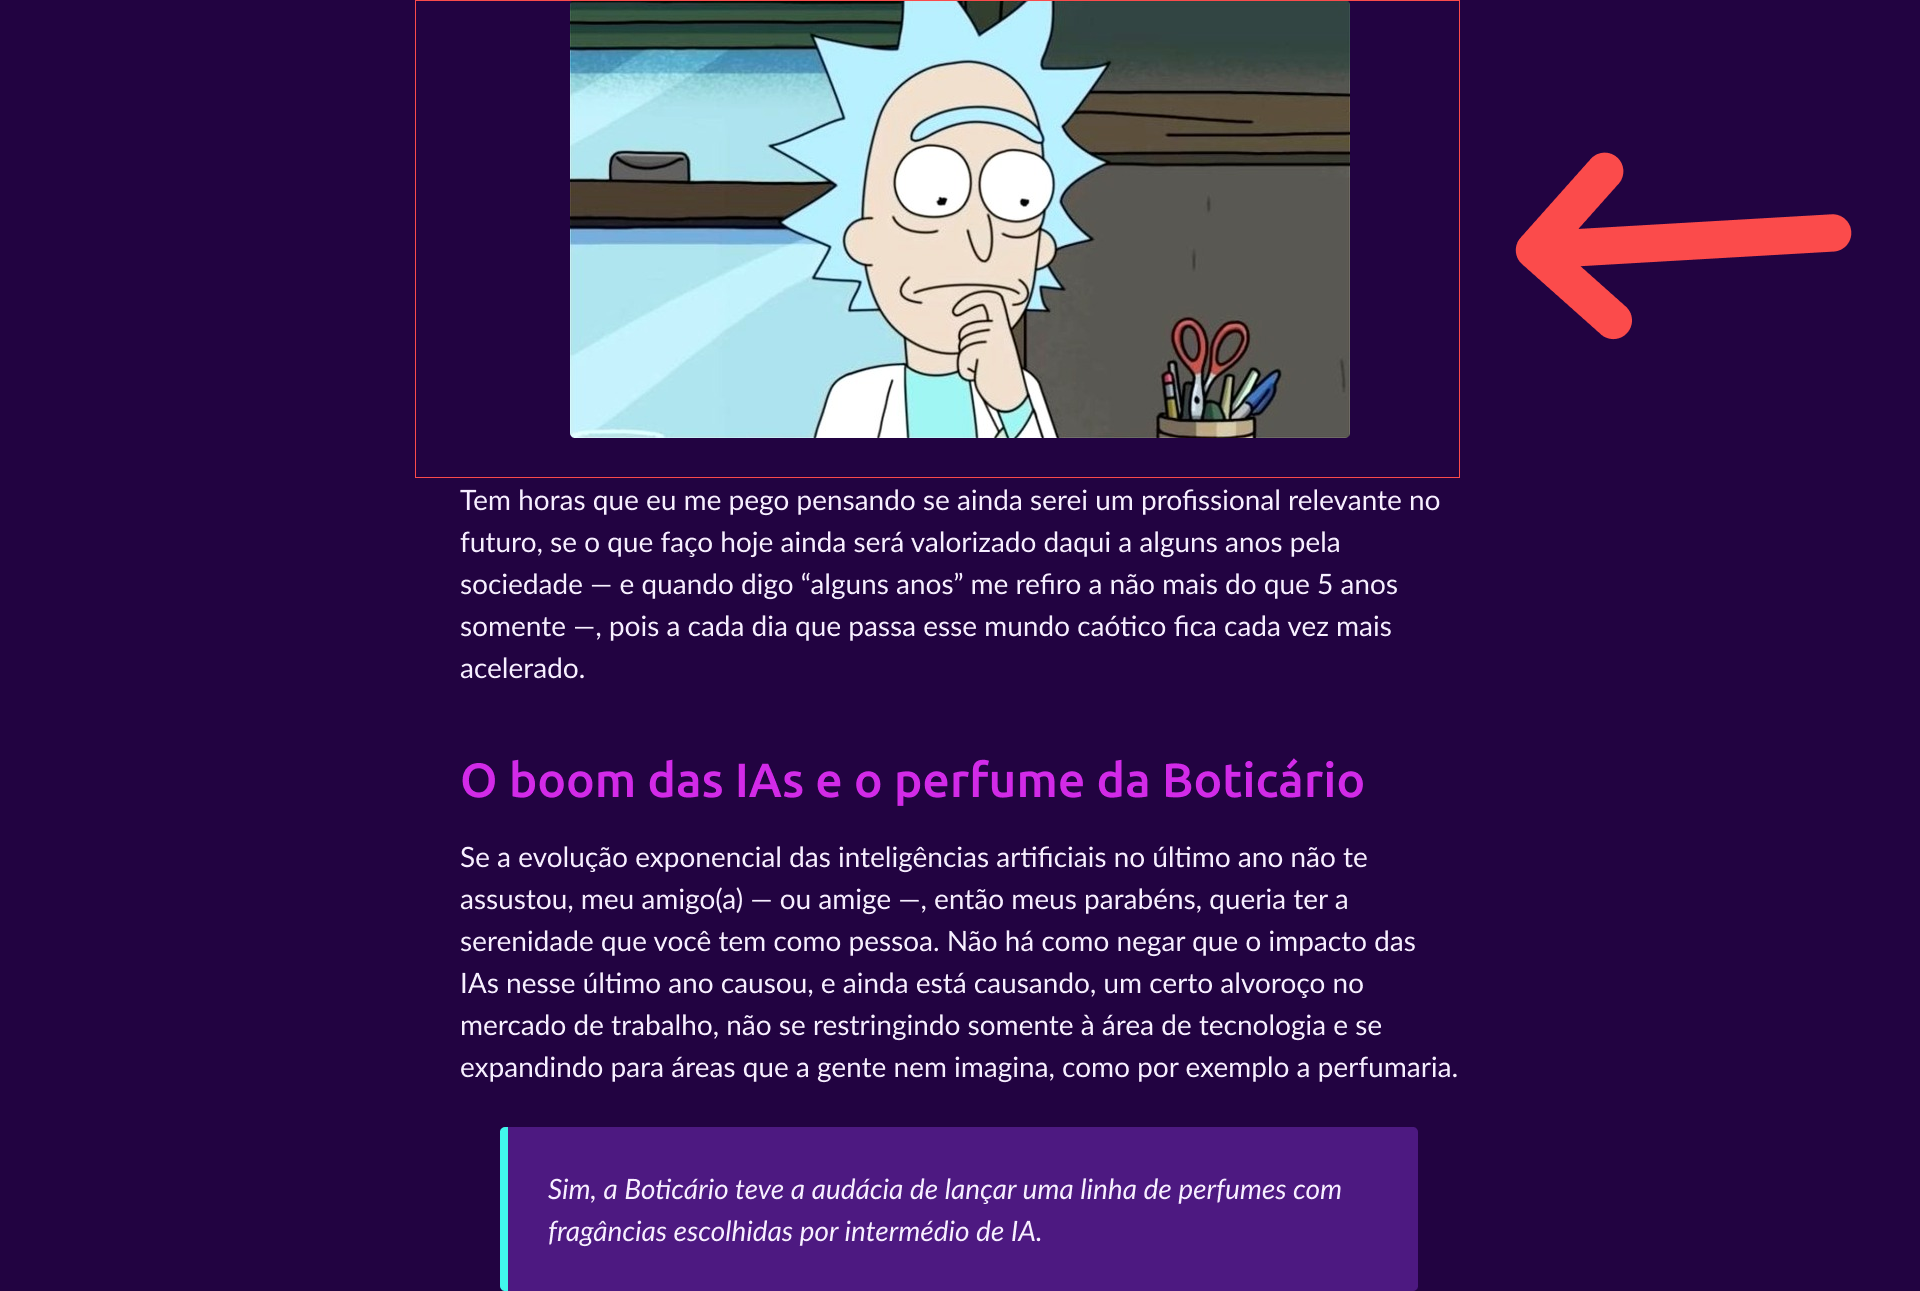 Tem horas que eu me pego pensando se ainda serei um profissional relevante no
futuro, se o que faço hoje ainda será valorizado daqui a alguns anos pela
sociedade — e quando digo “alguns anos” me refiro a não mais do que 5 anos
somente —, pois a cada dia que passa esse mundo caótico fica cada vez mais
acelerado.
O boom das IAs e o perfume da Boticário
Se a evolução exponencial das inteligências artificiais no último ano não te
assustou, meu amigo(a) — ou amige —, então meus parabéns, queria ter a
serenidade que você tem como pessoa. Não há como negar que o impacto das
IAs nesse último ano causou, e ainda está causando, um certo alvoroço no
mercado de trabalho, não se restringindo somente à área de tecnologia e se
expandindo para áreas que a gente nem imagina, como por exemplo a perfumaria.
Sim, a Boticário teve a audácia de lançar uma linha de perfumes com
fragâncias escolhidas por intermédio de IA.